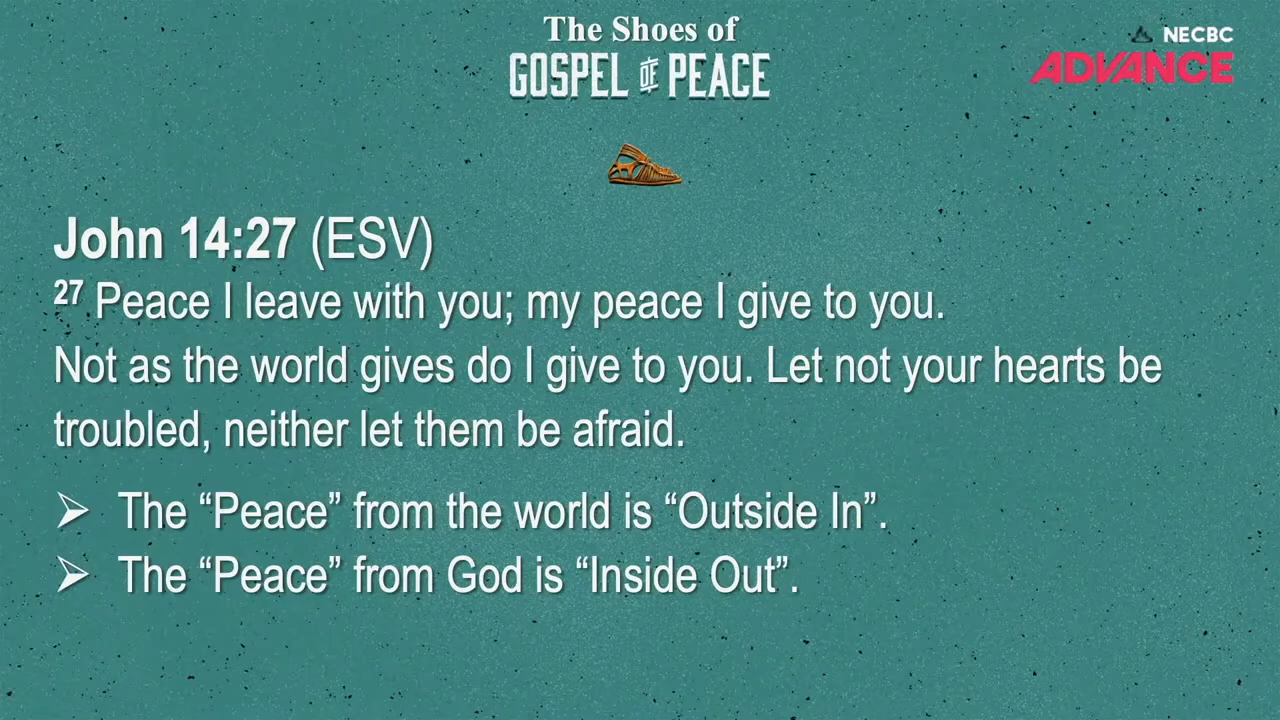 The Shoes of
GOSPEL OF PEACE
NECBC
ADVANCE
John 14:27 (ESV)
27 Peace I leave with you; my peace I give to you.
Not as the world gives do I give to you. Let not your hearts be
troubled, neither let them be afraid.
➢ The “Peace” from the world is “Outside In”.
➢ The “Peace” from God is “Inside Out”.